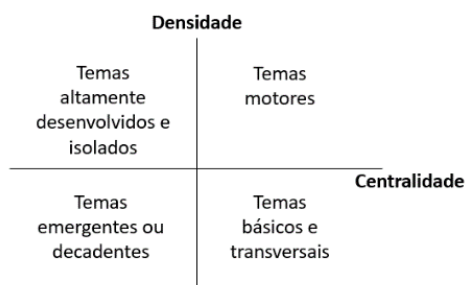 Densidade
Temas
altamente
desenvolvidos e
isolados
Temas
motores
Centralidade
Temas
emergentes ou
decadentes
Temas
básicos e
transversais